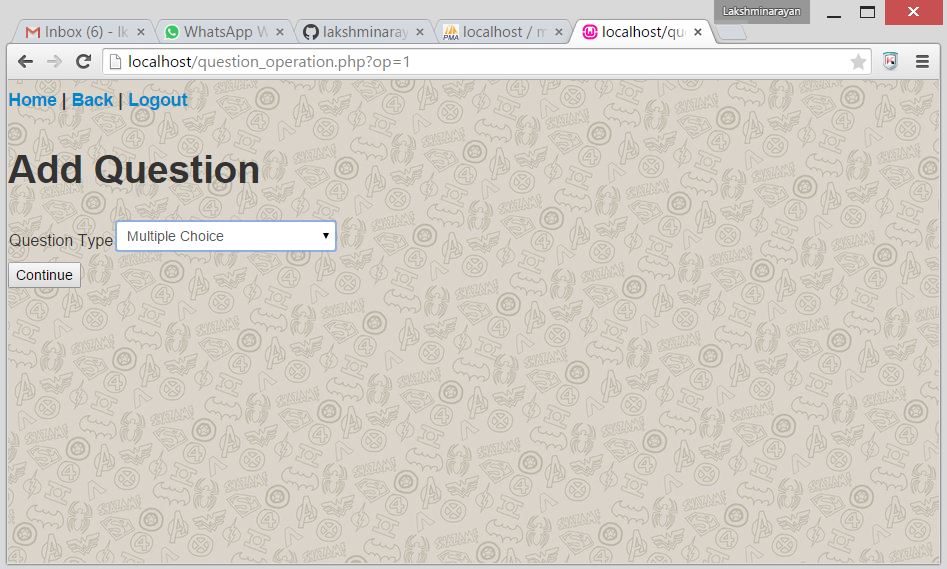 Lakshminarayan
Inbox (6) - lk
WhatsApp W
lakshminaray
localhost / m
localhost/que
localhost/question_operation.php?op=1
Home | Back | Logout
Add Question
Question Type Multiple Choice
Continue